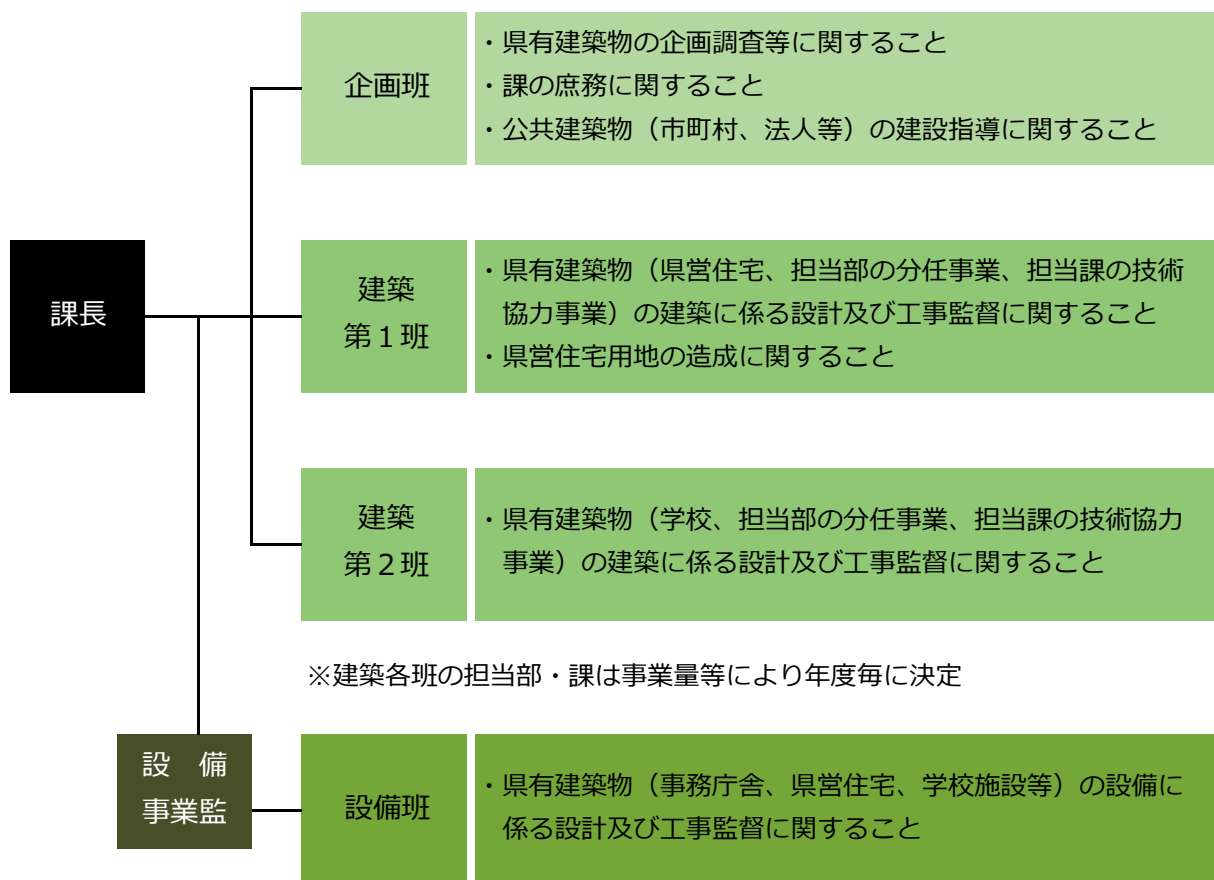 企画班
・県有建築物の企画調査等に関すること
・課の庶務に関すること
・公共建築物（市町村、法人等）の建設指導に関すること
課長
建築
第１班
・県有建築物（県営住宅、担当部の分任事業、担当課の技術
協力事業）の建築に係る設計及び工事監督に関すること
・県営住宅用地の造成に関すること
建築
第２班
・県有建築物（学校、担当部の分任事業、担当課の技術協力
事業）の建築に係る設計及び工事監督に関すること
※建築各班の担当部・課は事業量等により年度毎に決定
設　備
事業監
設備班
・県有建築物（事務庁舎、県営住宅、学校施設等）の設備に
係る設計及び工事監督に関すること